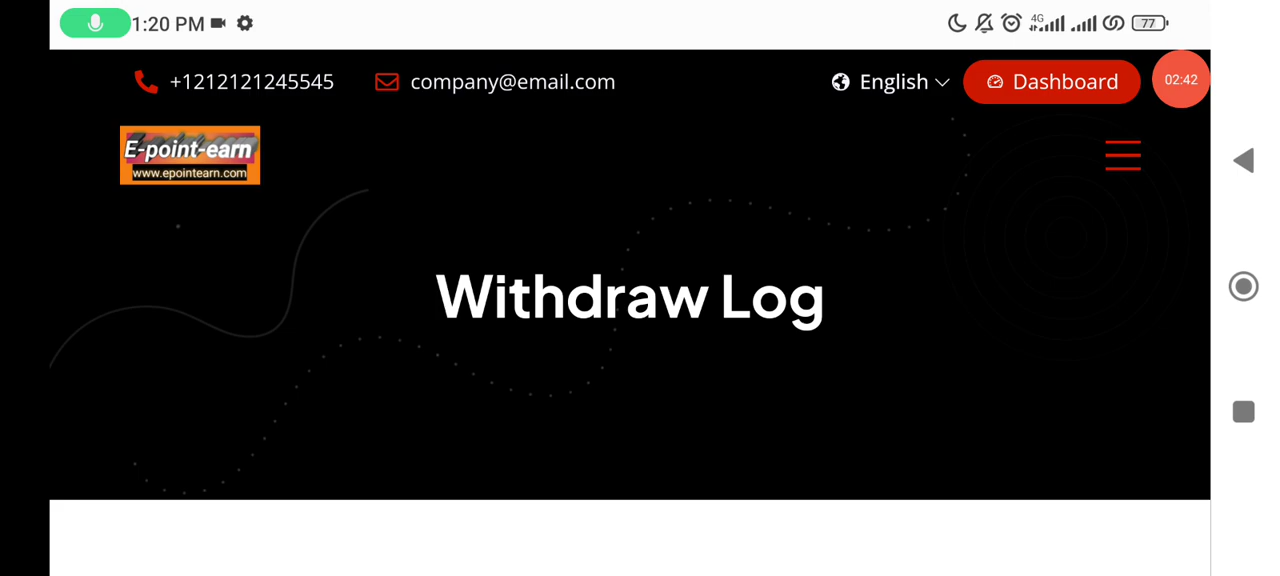 1:20 PM
4G
77
+1212121245545
company@email.com
English
Dashboard
02:42
E-point-earn
www.epointearn.com
Withdraw Log